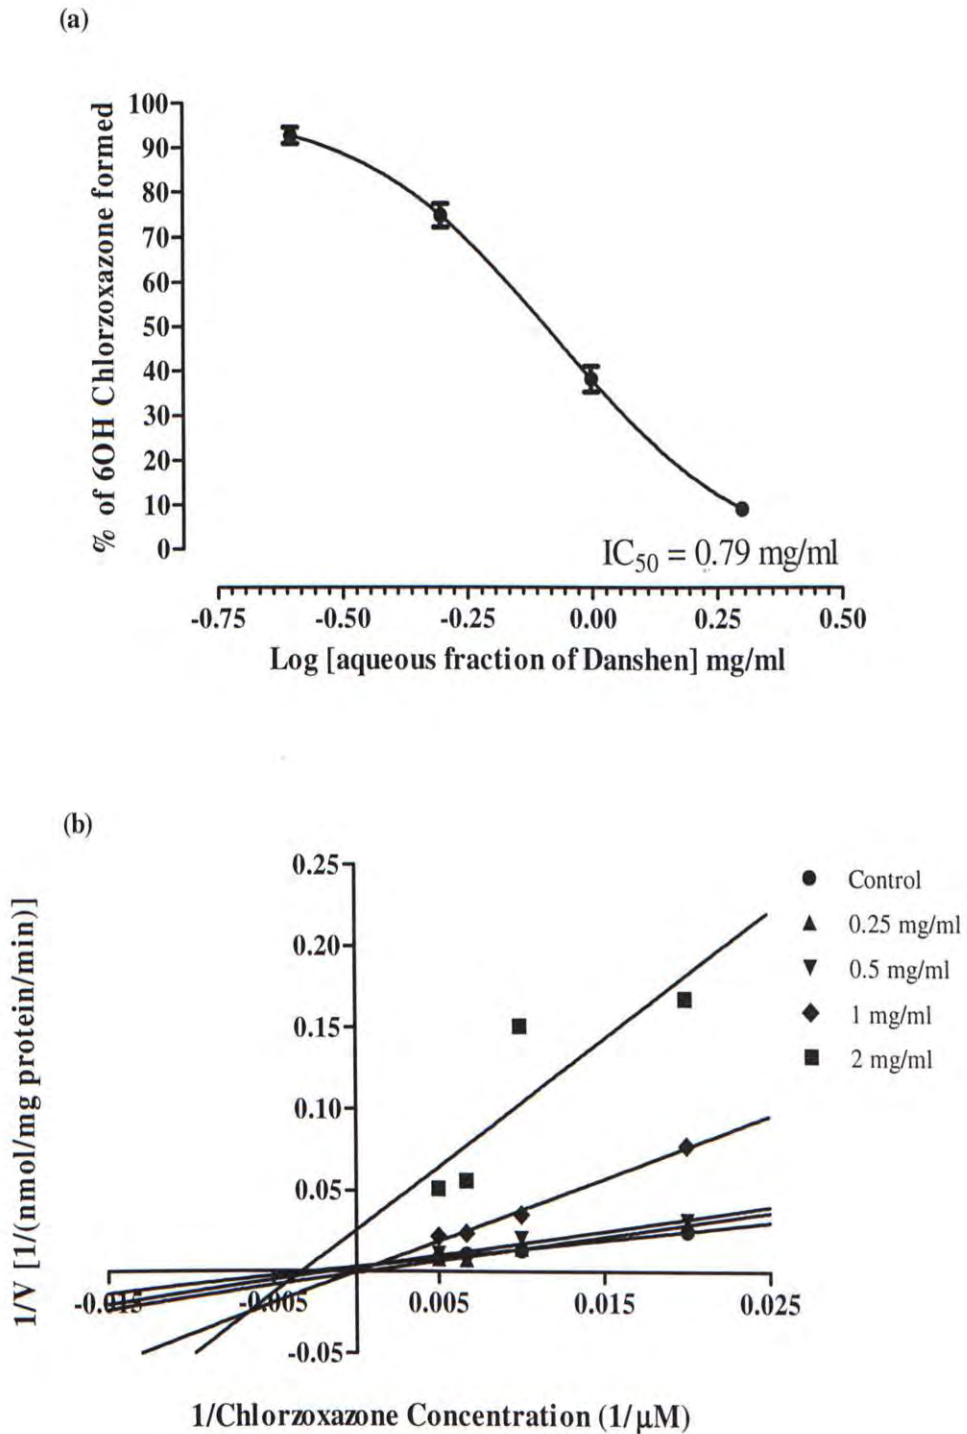 (a)
% of 6OH Chlorzoxazone formed
100
90
80
70
60
50
40
30
20
10
0
IC50 = 0.79 mg/ml
-0.75 -0.50 -0.25 0.00 0.25 0.50
Log [aqueous fraction of Danshen] mg/ml
(b)
1/V [1/(nmol/mg protein/min)]
0.25
0.20
0.15
0.10
0.05
-0.015 -0.005 0.005 0.015 0.025
-0.05
Control
0.25 mg/ml
0.5 mg/ml
1 mg/ml
2 mg/ml
1/Chlorzoxazone Concentration (1/μM)